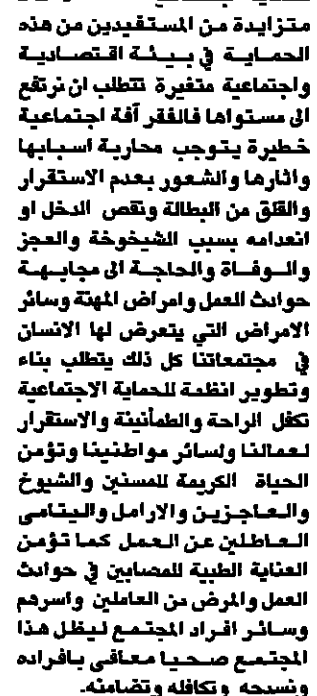 متزايدة من المستفيدين من هذه
الحماية في بيئة اقتصادية
واجتماعية متغيرة تتطلب ان نرتفع
الى مستواها فالفقر آفة اجتماعية
خطيرة يتوجب محاربة اسبابها
واثارها والشعور بعدم الاستقرار
والقلق من البطالة ونقص الدخل او
انعدامه بسبب الشيخوخة والعجز
والوفاة والحاجة الى مجابهة
حوادث العمل وامراض المهنة وسائر
الامراض التي يتعرض لها الانسان
في مجتمعاتنا كل ذلك يتطلب بناء
وتطوير انظمة للحماية الاجتماعية
تكفل الراحة والطمأنينة والاستقرار
لعمالنا ولسائر مواطنينا وتؤمن
الحياة الكريمة للمسنين والشيوخ
والعاجزين والارامل واليتامى
العاطلين عن العمل كما تؤمن
العناية الطبية للمصابين في حوادث
العمل والمرض من العاملين واسرهم
وسائر افراد المجتمع ليظل هذا
المجتمع صحيا معافى بافراده
ونسيجه وتكافله وتضامنه.